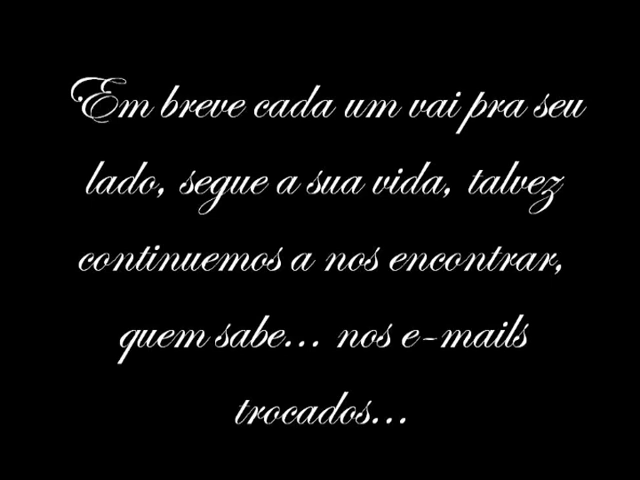 Em breve cada um vai pra seu
lado, segue a sua vida, talvez
continuemos a nos encontrar,
quem sabe... nos e-mails
trocados...